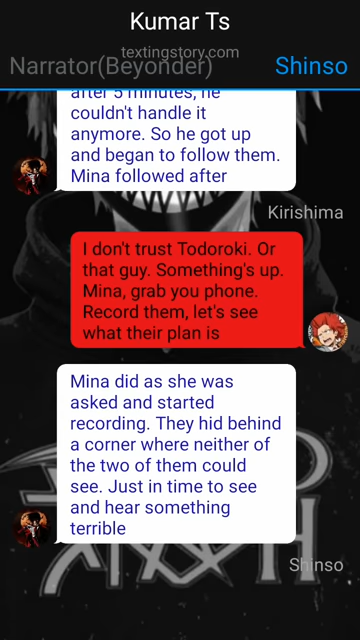 Kumar Ts
textingstory.com
Narrator(Beyonder) Shinso
after 5 minutes, he
couldn't handle it
anymore. So he got up
and began to follow them.
Mina followed after
Kirishima
I don't trust Todoroki. Or
that guy. Something's up.
Mina, grab you phone.
Record them, let's see
what their plan is
Mina did as she was
asked and started
recording. They hid behind
a corner where neither of
the two of them could
see. Just in time to see
and hear something
terrible
Shinso